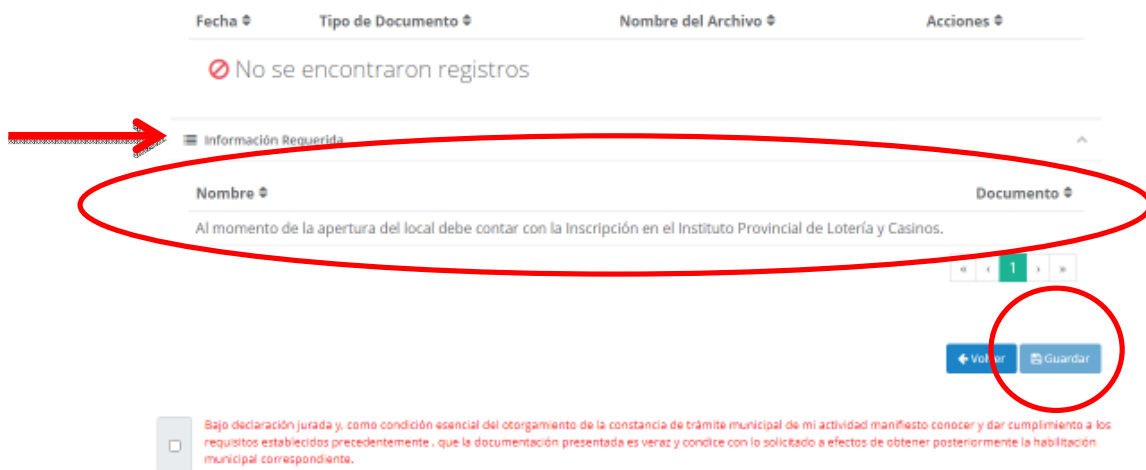 Fecha Tipo de Documento Nombre del Archivo Acciones
No se encontraron registros
Información Requerida
Nombre Documento
Al momento de la apertura del local debe contar con la Inscripción en el Instituto Provincial de Lotería y Casinos.
« ‹ 1 › »
Volver Guardar
Bajo declaración jurada y, como condición esencial del otorgamiento de la constancia de trámite municipal de mi actividad manifiesto conocer y dar cumplimiento a los
requisitos establecidos precedentemente , que la documentación presentada es veraz y condice con lo solicitado a efectos de obtener posteriormente la habilitación
municipal correspondiente.